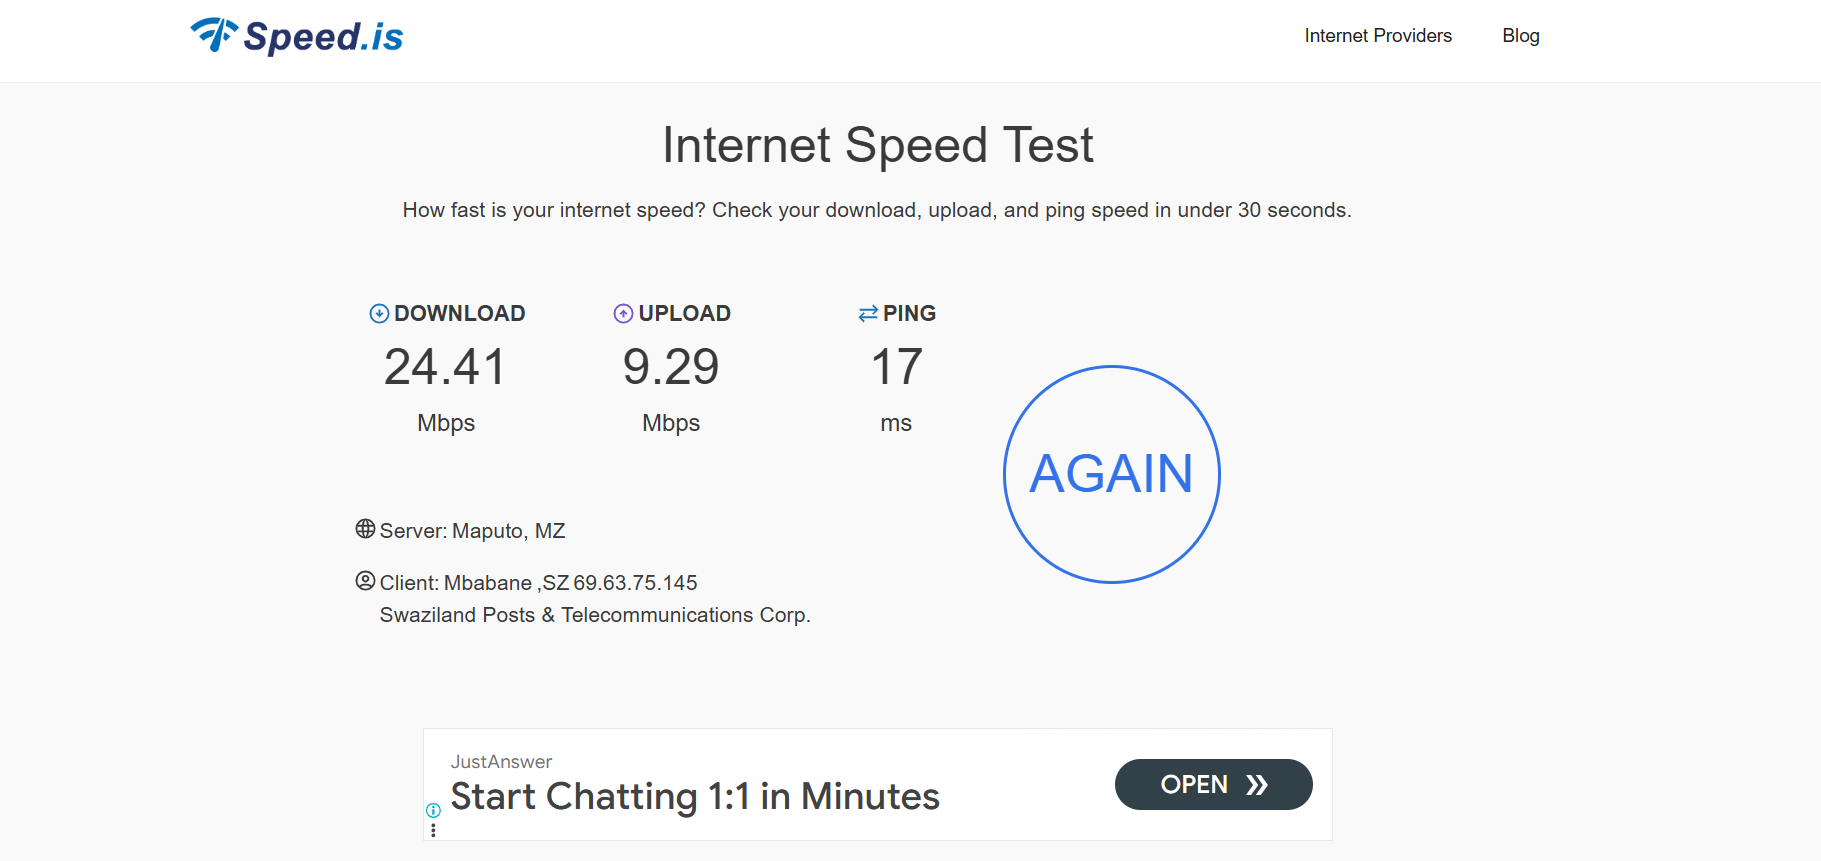 Speed.is
Internet Providers
Blog
Internet Speed Test
How fast is your internet speed? Check your download, upload, and ping speed in under 30 seconds.
DOWNLOAD
24.41
Mbps
UPLOAD
9.29
Mbps
PING
17
ms
AGAIN
Server: Maputo, MZ
Client: Mbabane ,SZ 69.63.75.145
Swaziland Posts & Telecommunications Corp.
JustAnswer
Start Chatting 1:1 in Minutes
OPEN